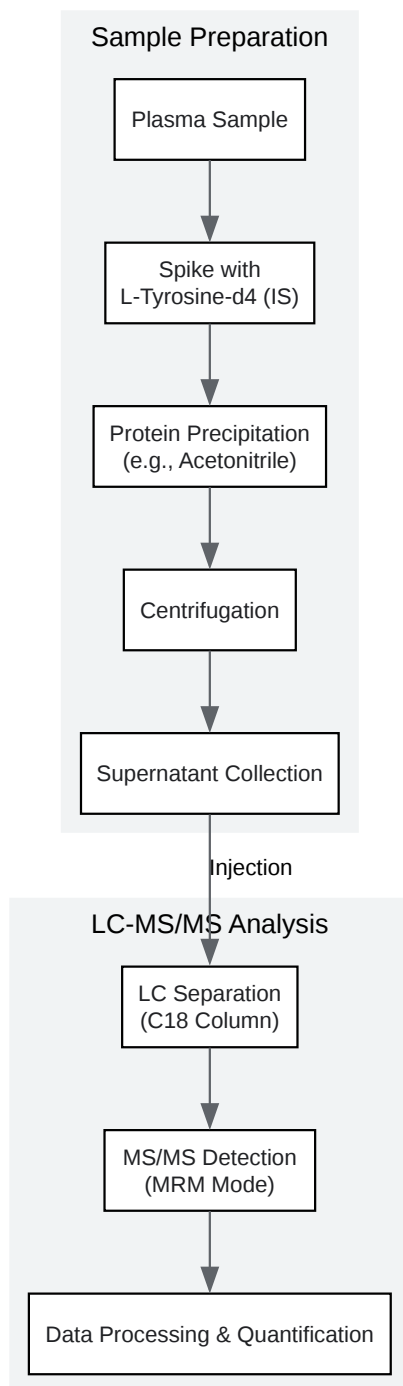 Sample Preparation
Plasma Sample
Spike with
L-Tyrosine-d4 (IS)
Protein Precipitation
(e.g., Acetonitrile)
Centrifugation
Supernatant Collection
Injection
LC-MS/MS Analysis
LC Separation
(C18 Column)
MS/MS Detection
(MRM Mode)
Data Processing & Quantification